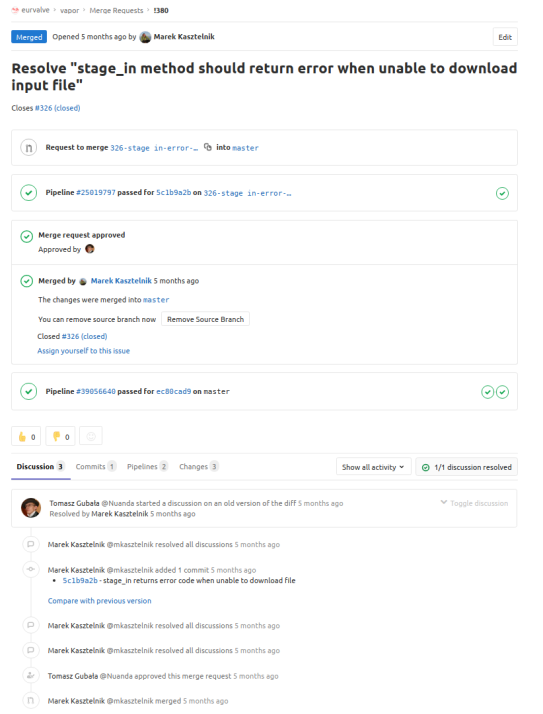 eurvalve > vapor > Merge Requests > !380
Merged Opened 5 months ago by Marek Kasztelnik Edit
Resolve "stage_in method should return error when unable to download
input file"
Closes #326 (closed)
Request to merge 326-stage in-error-… into master
Pipeline #25019797 passed for 5c1b9a2b on 326-stage in-error-…
Merge request approved
Approved by
Merged by Marek Kasztelnik 5 months ago
The changes were merged into master
You can remove source branch now Remove Source Branch
Closed #326 (closed)
Assign yourself to this issue
Pipeline #39056640 passed for ec80cad9 on master
0 0
Discussion 3 Commits 1 Pipelines 2 Changes 3 Show all activity 1/1 discussion resolved
Tomasz Gubała @Nuanda started a discussion on an old version of the diff 5 months ago Toggle discussion
Resolved by Marek Kasztelnik 5 months ago
Marek Kasztelnik @mkasztelnik resolved all discussions 5 months ago
Marek Kasztelnik @mkasztelnik added 1 commit 5 months ago
• 5c1b9a2b - stage_in returns error code when unable to download file
Compare with previous version
Marek Kasztelnik @mkasztelnik resolved all discussions 5 months ago
Marek Kasztelnik @mkasztelnik resolved all discussions 5 months ago
Tomasz Gubała @Nuanda approved this merge request 5 months ago
Marek Kasztelnik @mkasztelnik merged 5 months ago